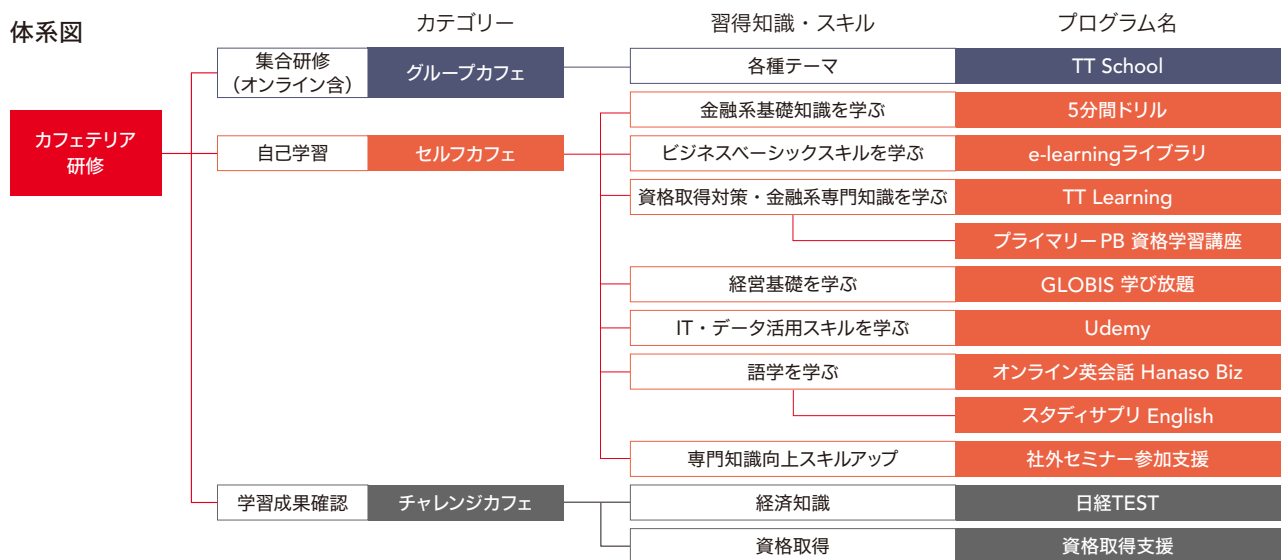 体系図
カテゴリー
習得知識・スキル
プログラム名
カフェテリア
研修
集合研修
(オンライン含)
グループカフェ
各種テーマ
TT School
自己学習
セルフカフェ
金融系基礎知識を学ぶ
5分間ドリル
ビジネスベーシックスキルを学ぶ
e-learningライブラリ
資格取得対策・金融系専門知識を学ぶ
TT Learning
プライマリーPB 資格学習講座
経営基礎を学ぶ
GLOBIS 学び放題
IT・データ活用スキルを学ぶ
Udemy
語学を学ぶ
オンライン英会話 Hanaso Biz
スタディサプリ English
専門知識向上スキルアップ
社外セミナー参加支援
学習成果確認
チャレンジカフェ
経済知識
日経TEST
資格取得
資格取得支援